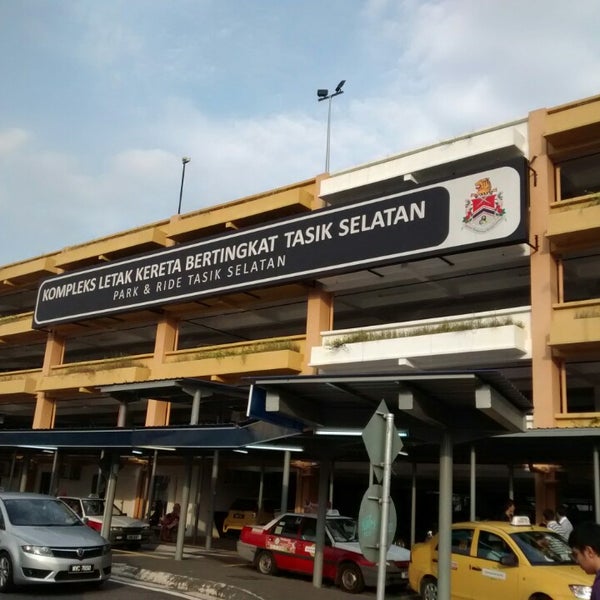 KOMPLEKS LETAK KERETA BERTINGKAT TASIK SELATAN
PARK & RIDE TASIK SELATAN